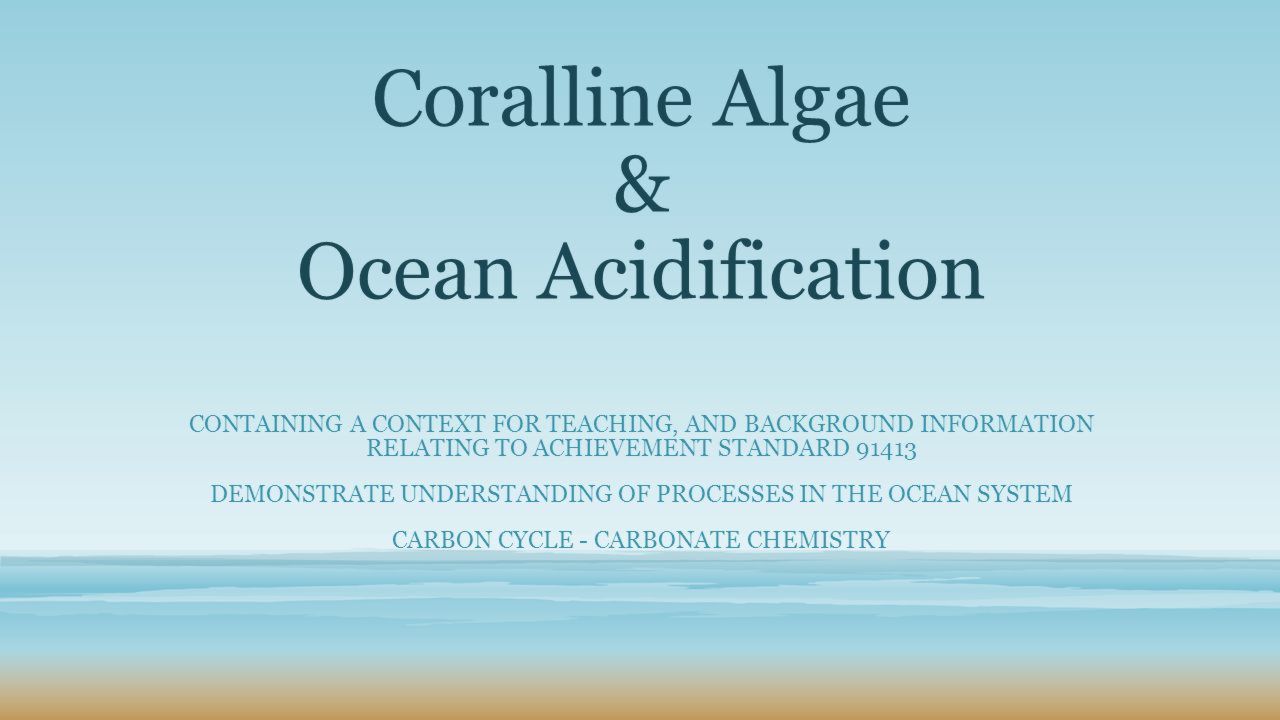 Coralline Algae
&
Ocean Acidification
CONTAINING A CONTEXT FOR TEACHING, AND BACKGROUND INFORMATION
RELATING TO ACHIEVEMENT STANDARD 91413
DEMONSTRATE UNDERSTANDING OF PROCESSES IN THE OCEAN SYSTEM
CARBON CYCLE - CARBONATE CHEMISTRY